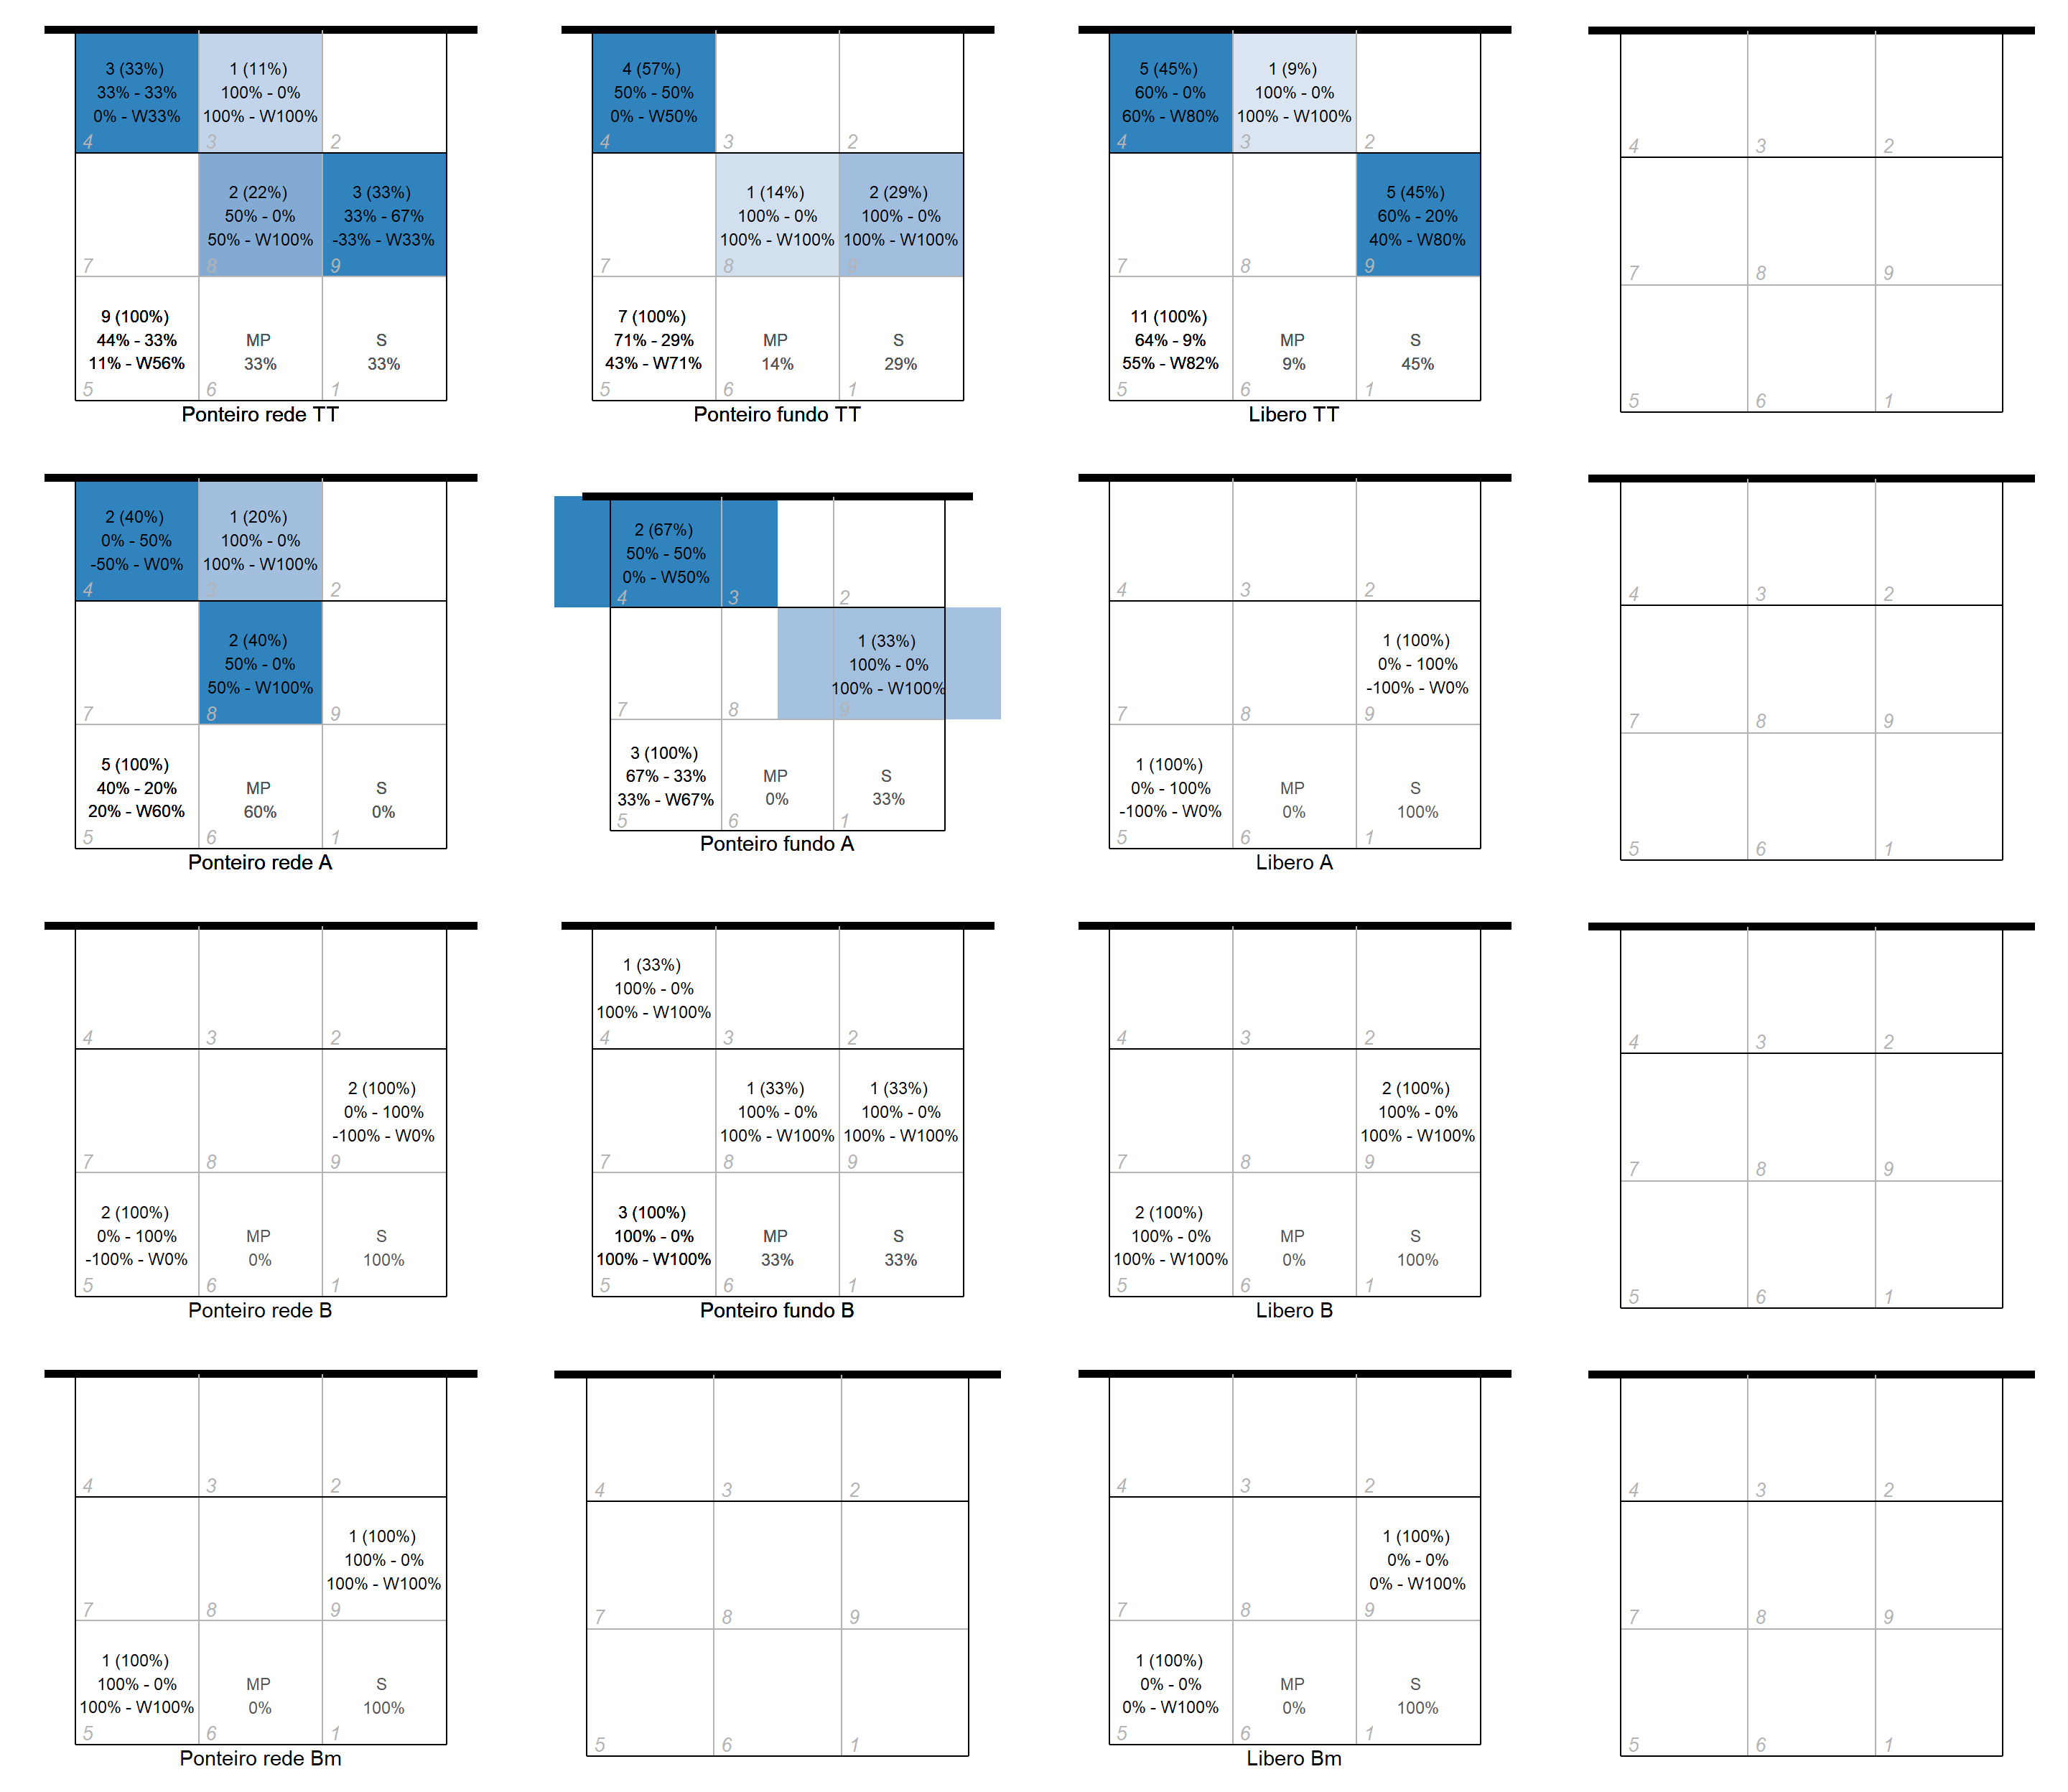 3 (33%)
33% - 33%
0% - W33%
4
1 (11%)
100% - 0%
100% - W100%
3
2
7
2 (22%)
50% - 0%
50% - W100%
8
3 (33%)
33% - 67%
-33% - W33%
9
9 (100%)
44% - 33%
11% - W56%
5
MP
33%
6
S
33%
1
Ponteiro rede TT
4 (57%)
50% - 50%
0% - W50%
4
3
2
7
1 (14%)
100% - 0%
100% - W100%
8
2 (29%)
100% - 0%
100% - W100%
9
7 (100%)
71% - 29%
43% - W71%
5
MP
14%
6
S
29%
1
Ponteiro fundo TT
5 (45%)
60% - 0%
60% - W80%
4
1 (9%)
100% - 0%
100% - W100%
3
2
7
8
5 (45%)
60% - 20%
40% - W80%
9
11 (100%)
64% - 9%
55% - W82%
5
MP
9%
6
S
45%
1
Libero TT
4
3
2
7
8
9
5
6
1
2 (40%)
0% - 50%
-50% - W0%
4
1 (20%)
100% - 0%
100% - W100%
3
2
7
2 (40%)
50% - 0%
50% - W100%
8
9
5 (100%)
40% - 20%
20% - W60%
5
MP
60%
6
S
0%
1
Ponteiro rede A
2 (67%)
50% - 50%
0% - W50%
4
3
2
7
8
1 (33%)
100% - 0%
100% - W100%
9
3 (100%)
67% - 33%
33% - W67%
5
MP
0%
6
S
33%
1
Ponteiro fundo A
4
3
2
7
8
1 (100%)
0% - 100%
-100% - W0%
9
1 (100%)
0% - 100%
-100% - W0%
5
MP
0%
6
S
100%
1
Libero A
4
3
2
7
8
9
5
6
1
4
3
2
7
8
2 (100%)
0% - 100%
-100% - W0%
9
2 (100%)
0% - 100%
-100% - W0%
5
MP
0%
6
S
100%
1
Ponteiro rede B
1 (33%)
100% - 0%
100% - W100%
4
3
2
7
1 (33%)
100% - 0%
100% - W100%
8
1 (33%)
100% - 0%
100% - W100%
9
3 (100%)
100% - 0%
100% - W100%
5
MP
33%
6
S
33%
1
Ponteiro fundo B
4
3
2
7
8
2 (100%)
100% - 0%
100% - W100%
9
2 (100%)
100% - 0%
100% - W100%
5
MP
0%
6
S
100%
1
Libero B
4
3
2
7
8
9
5
6
1
4
3
2
7
8
1 (100%)
100% - 0%
100% - W100%
9
1 (100%)
100% - 0%
100% - W100%
5
MP
0%
6
S
100%
1
Ponteiro rede Bm
4
3
2
7
8
9
5
6
1
4
3
2
7
8
1 (100%)
0% - 0%
0% - W100%
9
1 (100%)
0% - 0%
0% - W100%
5
MP
0%
6
S
100%
1
Libero Bm
4
3
2
7
8
9
5
6
1